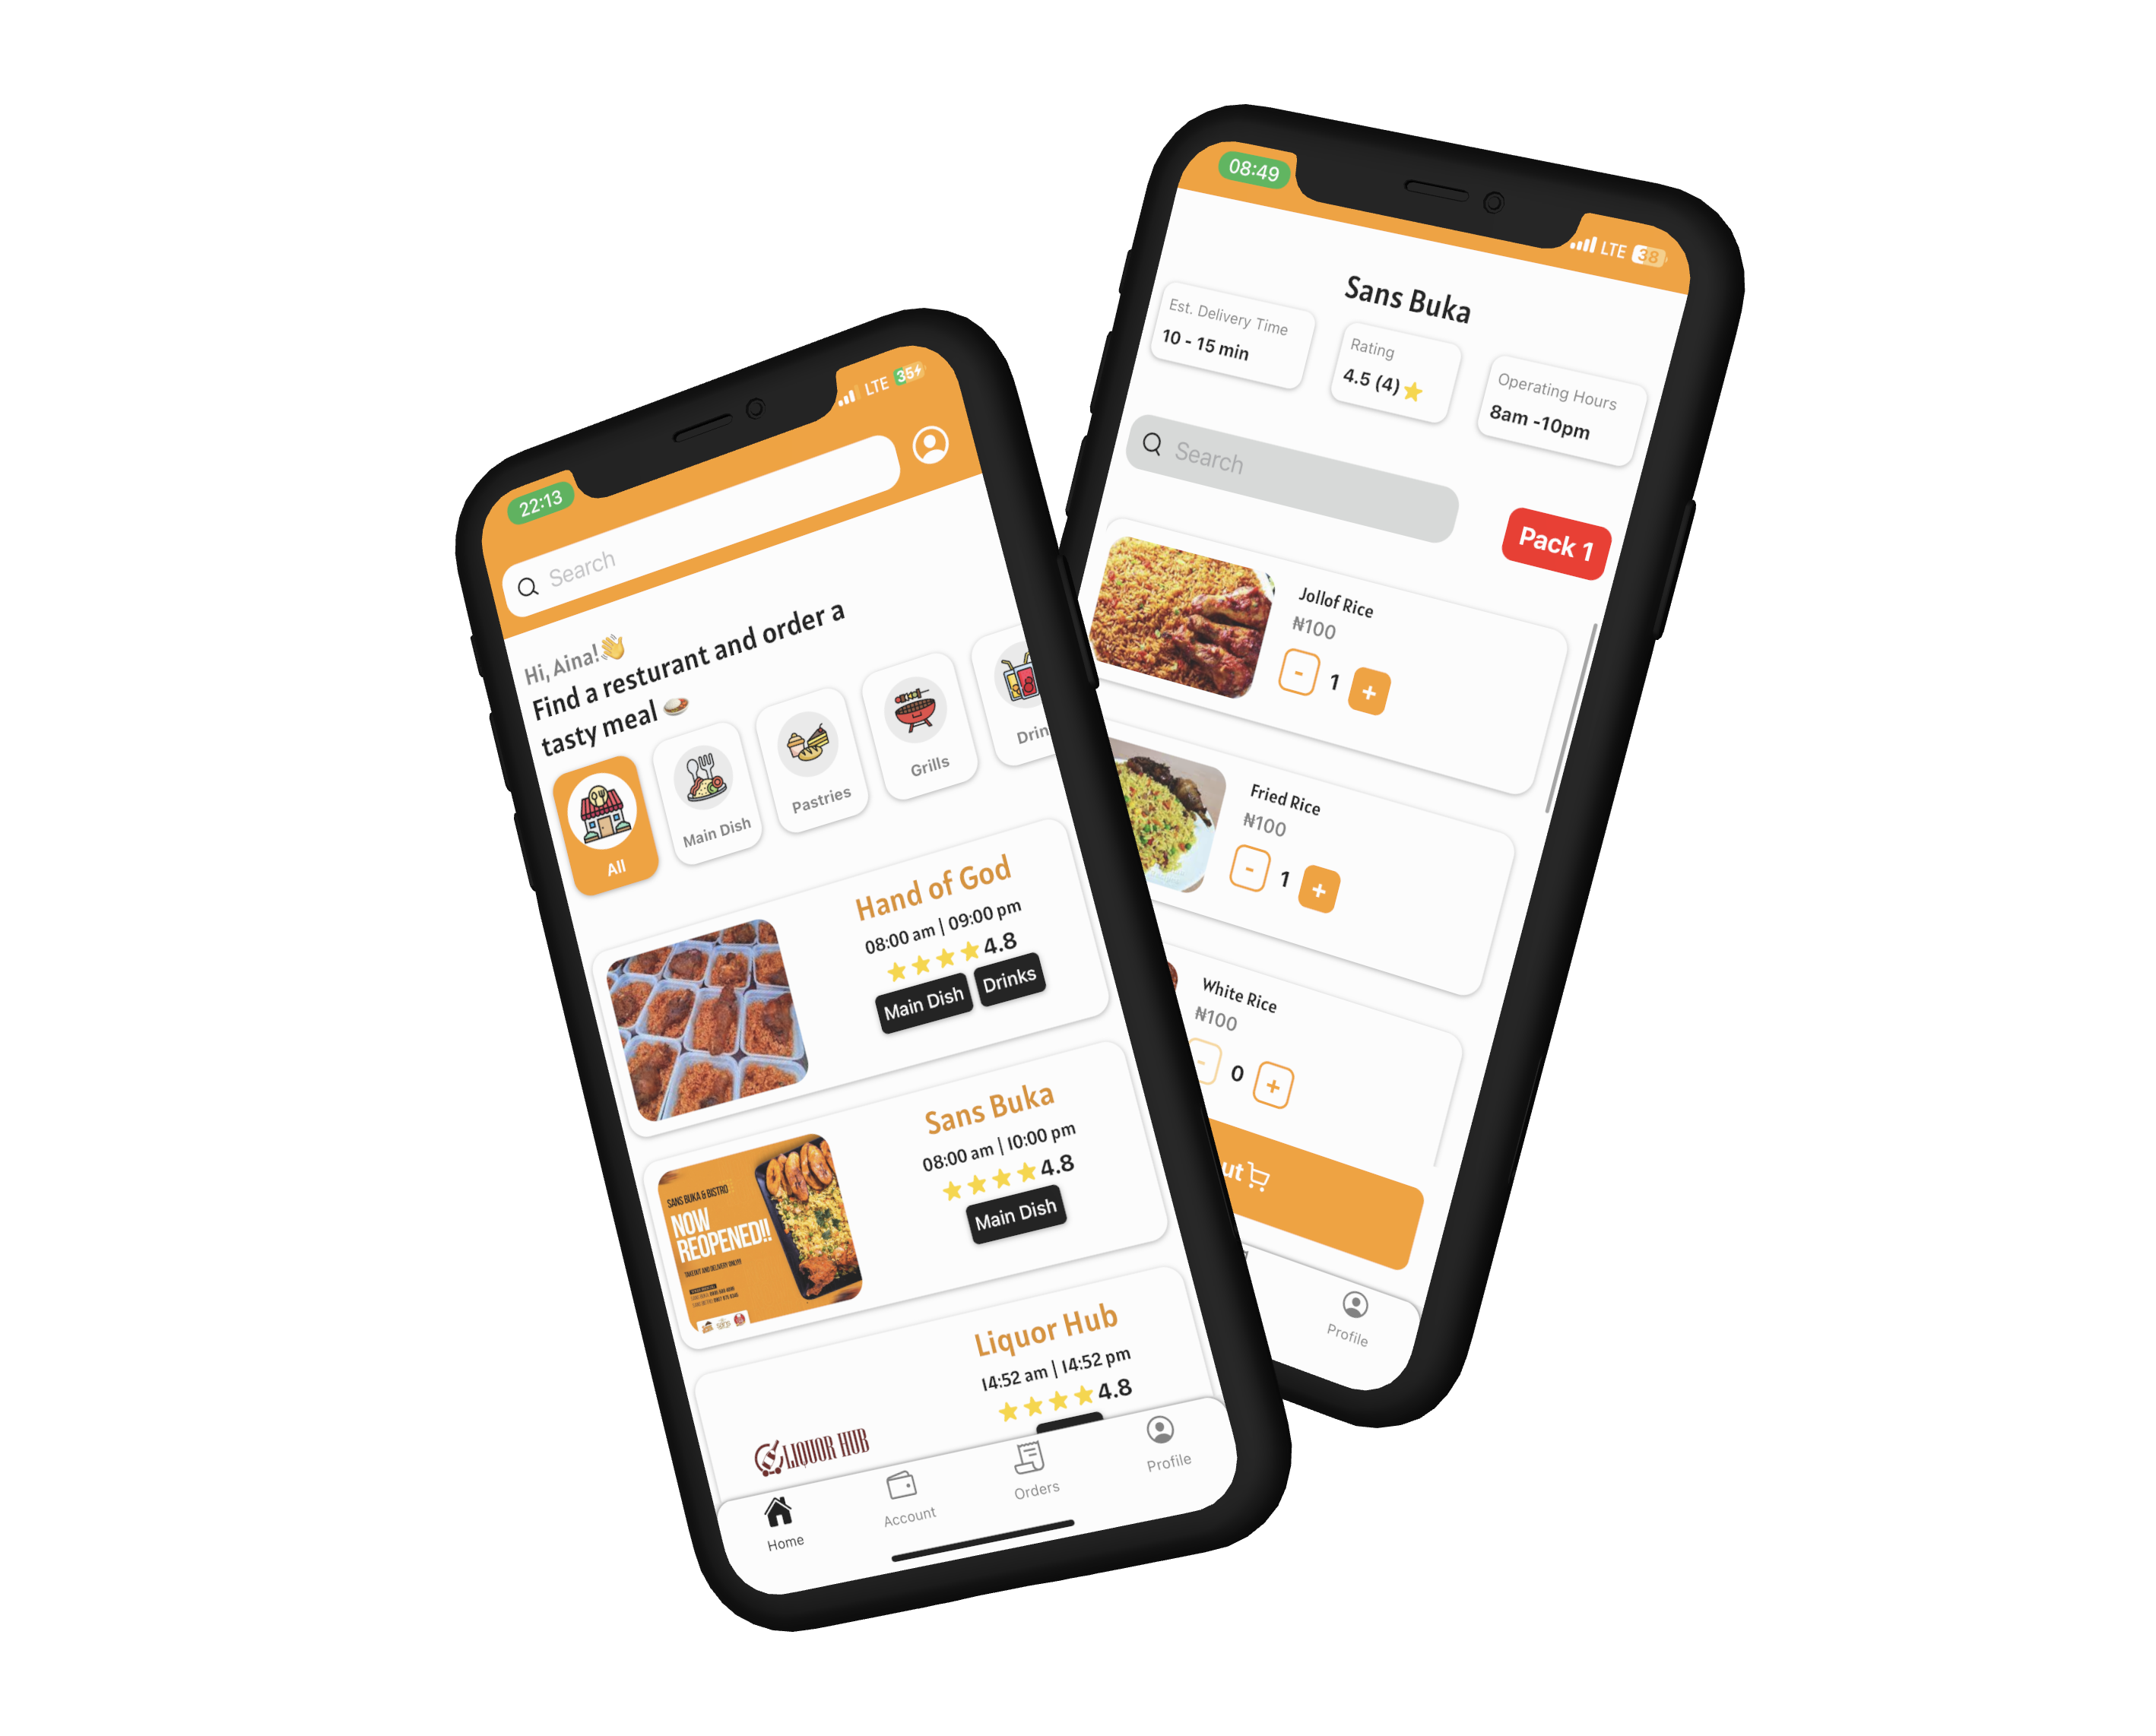 22:13
LTE 35
Search
Hi, Aina!👋
Find a resturant and order a
tasty meal
All
Main Dish
Pastries
Grills
Drin
Hand of God
08:00 am | 09:00 pm
4.8
Main Dish
Drinks
SANS BUKA & BISTRO
NOW
REOPENED!!
TAKEOUT AND DELIVERY ONLY!!
Sans Buka
08:00 am | 10:00 pm
4.8
Main Dish
LIQUOR HUB
Liquor Hub
14:52 am | 14:52 pm
4.8
Home
Account
Orders
Profile
08:49
LTE 38
Sans Buka
Est. Delivery Time
10 - 15 min
Rating
4.5 (4)⭐
Operating Hours
8am -10pm
Search
Pack 1
Jollof Rice
₦100
- 1 +
Fried Rice
₦100
- 1 +
White Rice
₦100
- 0 +
ut
Profile